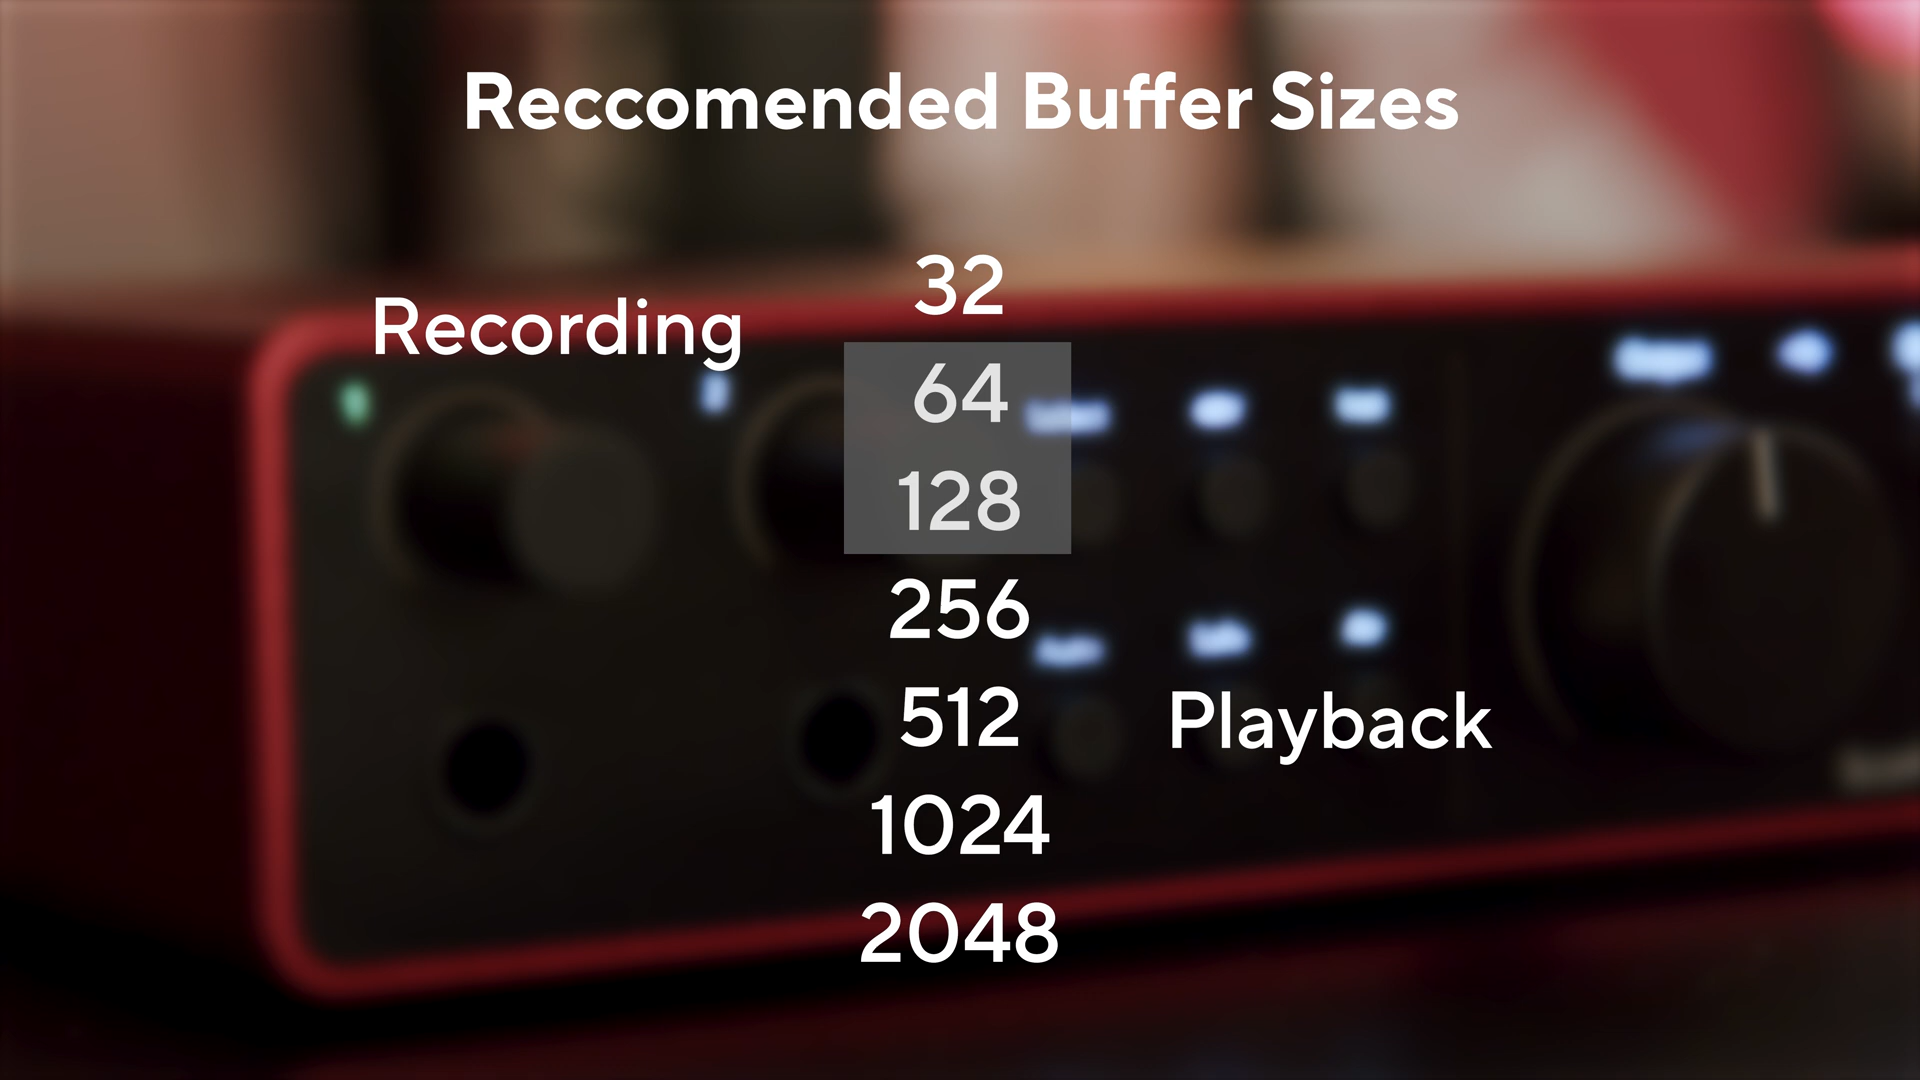 Reccomended Buffer Sizes
32
Recording
64
128
256
512
Playback
1024
2048